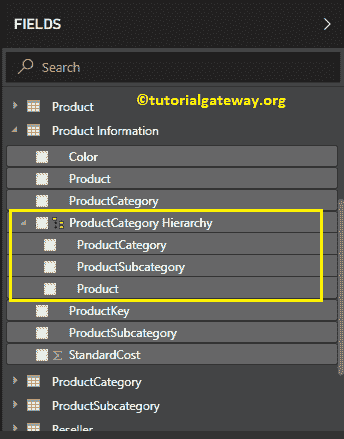 FIELDS
Search
Product
©tutorialgateway.org
Product Information
Color
Product
ProductCategory
ProductCategory Hierarchy
ProductCategory
ProductSubcategory
Product
ProductKey
ProductSubcategory
StandardCost
ProductCategory
ProductSubcategory
Reseller